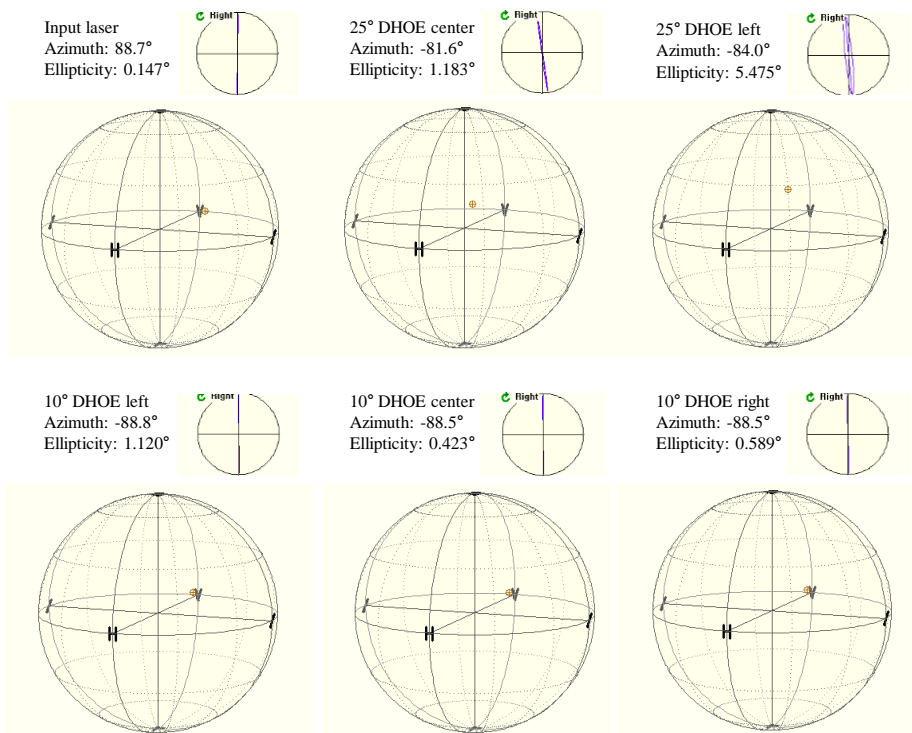 Input laser
Azimuth: 88.7°
Ellipticity: 0.147°
Right
25° DHOE center
Azimuth: -81.6°
Ellipticity: 1.183°
Right
25° DHOE left
Azimuth: -84.0°
Ellipticity: 5.475°
Right
H
V
H
V
H
V
10° DHOE left
Azimuth: -88.8°
Ellipticity: 1.120°
Right
10° DHOE center
Azimuth: -88.5°
Ellipticity: 0.423°
Right
10° DHOE right
Azimuth: -88.5°
Ellipticity: 0.589°
Right
H
V
H
V
H
V